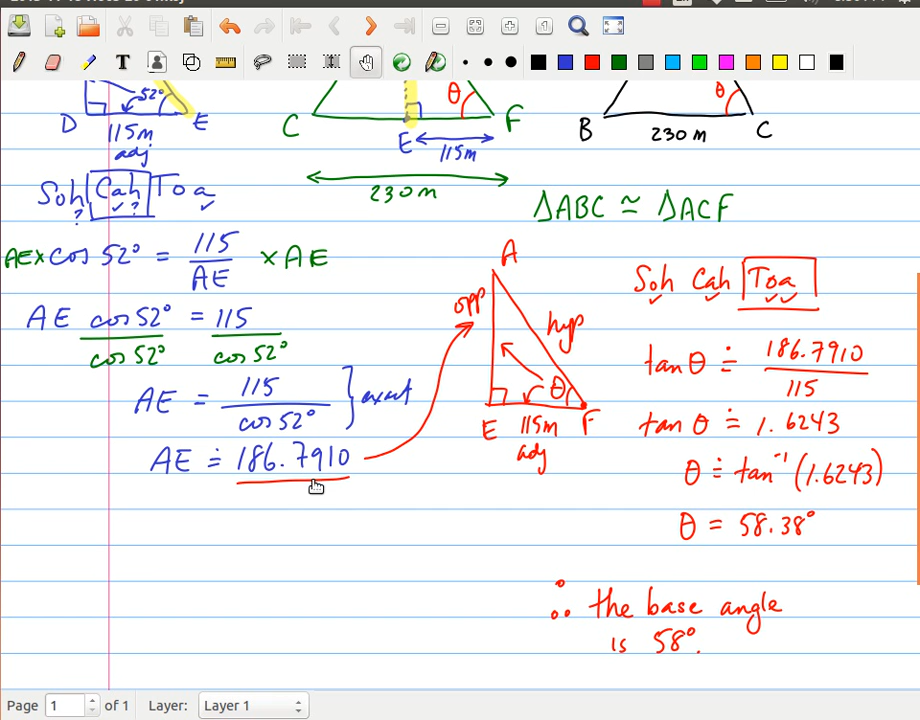 52° θ θ
D E C F B C
115m E 115m 230 m
adj
230 m
Soh Cah Toa
? ✓ ? ✓
ΔABC ≅ ΔACF
AE× cos 52° = 115/AE × AE
AE cos 52° = 115
cos 52° cos 52°
AE = 115/cos 52° } exact
AE ≐ 186.7910
A
opp
hyp
θ
E 115m F
adj
Soh Cah Toa
✓ ✓ ✓✓
tan θ ≐ 186.7910/115
tan θ ≐ 1.6243
θ ≐ tan⁻¹ (1.6243)
θ = 58.38°
∴ the base angle
is 58°.
Page 1 of 1 Layer: Layer 1